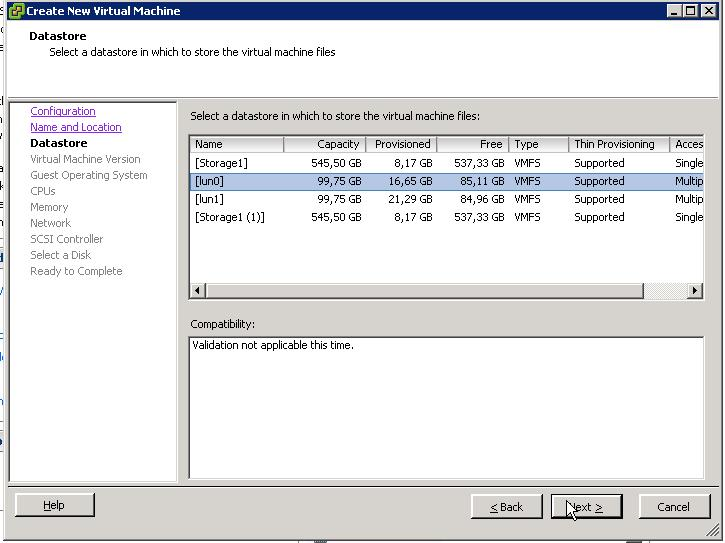 Create New Virtual Machine
Datastore
Select a datastore in which to store the virtual machine files
Configuration
Name and Location
Datastore
Virtual Machine Version
Guest Operating System
CPUs
Memory
Network
SCSI Controller
Select a Disk
Ready to Complete
Select a datastore in which to store the virtual machine files:
Name Capacity Provisioned Free Type Thin Provisioning Acces
[Storage1] 545,50 GB 8,17 GB 537,33 GB VMFS Supported Single
[lun0] 99,75 GB 16,65 GB 85,11 GB VMFS Supported Multip
[lun1] 99,75 GB 21,29 GB 84,96 GB VMFS Supported Multip
[Storage1 (1)] 545,50 GB 8,17 GB 537,33 GB VMFS Supported Single
Compatibility:
Validation not applicable this time.
Help
< Back
Next >
Cancel